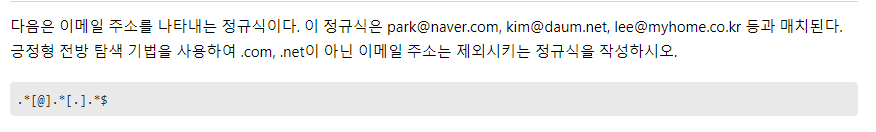 다음은 이메일 주소를 나타내는 정규식이다. 이 정규식은 park@naver.com, kim@daum.net, lee@myhome.co.kr 등과 매치된다.
긍정형 전방 탐색 기법을 사용하여 .com, .net이 아닌 이메일 주소는 제외시키는 정규식을 작성하시오.
.*[@].*[.].*$